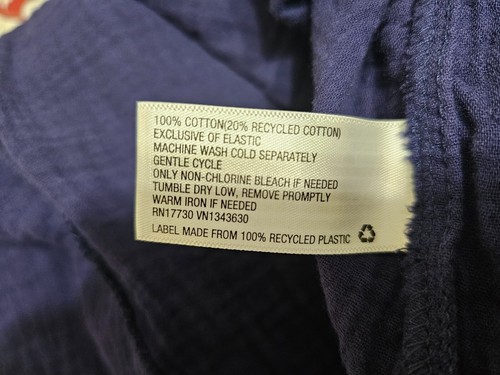 100% COTTON(20% RECYCLED COTTON)
EXCLUSIVE OF ELASTIC
MACHINE WASH COLD SEPARATELY
GENTLE CYCLE
ONLY NON-CHLORINE BLEACH IF NEEDED
TUMBLE DRY LOW, REMOVE PROMPTLY
WARM IRON IF NEEDED
RN17730 VN1343630
LABEL MADE FROM 100% RECYCLED PLASTIC